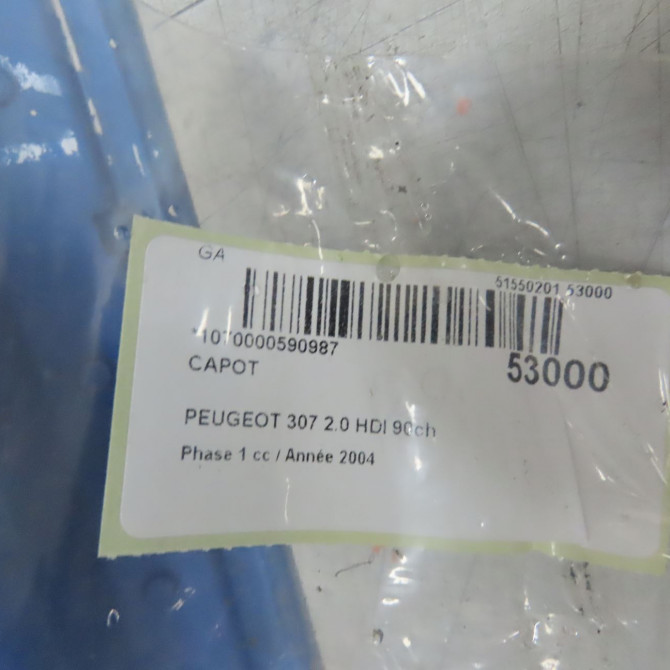 GA
51550201 53000
*1010000590987
CAPOT
53000
PEUGEOT 307 2.0 HDI 90ch
Phase 1 cc / Année 2004